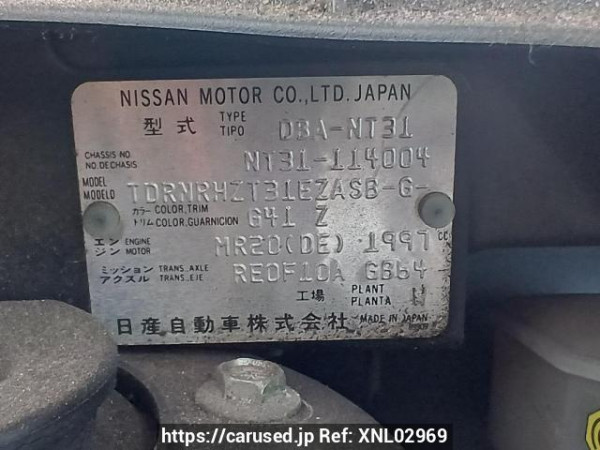 NISSAN MOTOR CO.,LTD. JAPAN
型式 TYPE TIPO DBA-NT31
CHASSIS NO. NO. DE CHASIS NT31-114004
MODEL MODELO TDRNRHZT31EZASB-G-
カラー トリム COLOR, TRIM COLOR, GUARNICION G41 Z
エンジン ENGINE MOTOR MR20(DE) 1997 CC
ミッション アクスル TRANS. AXLE TRANS. EJE RE0F10A GB64
工場 PLANT PLANTA
日産自動車株式会社 MADE IN JAPAN
https://carused.jp Ref: XNL02969